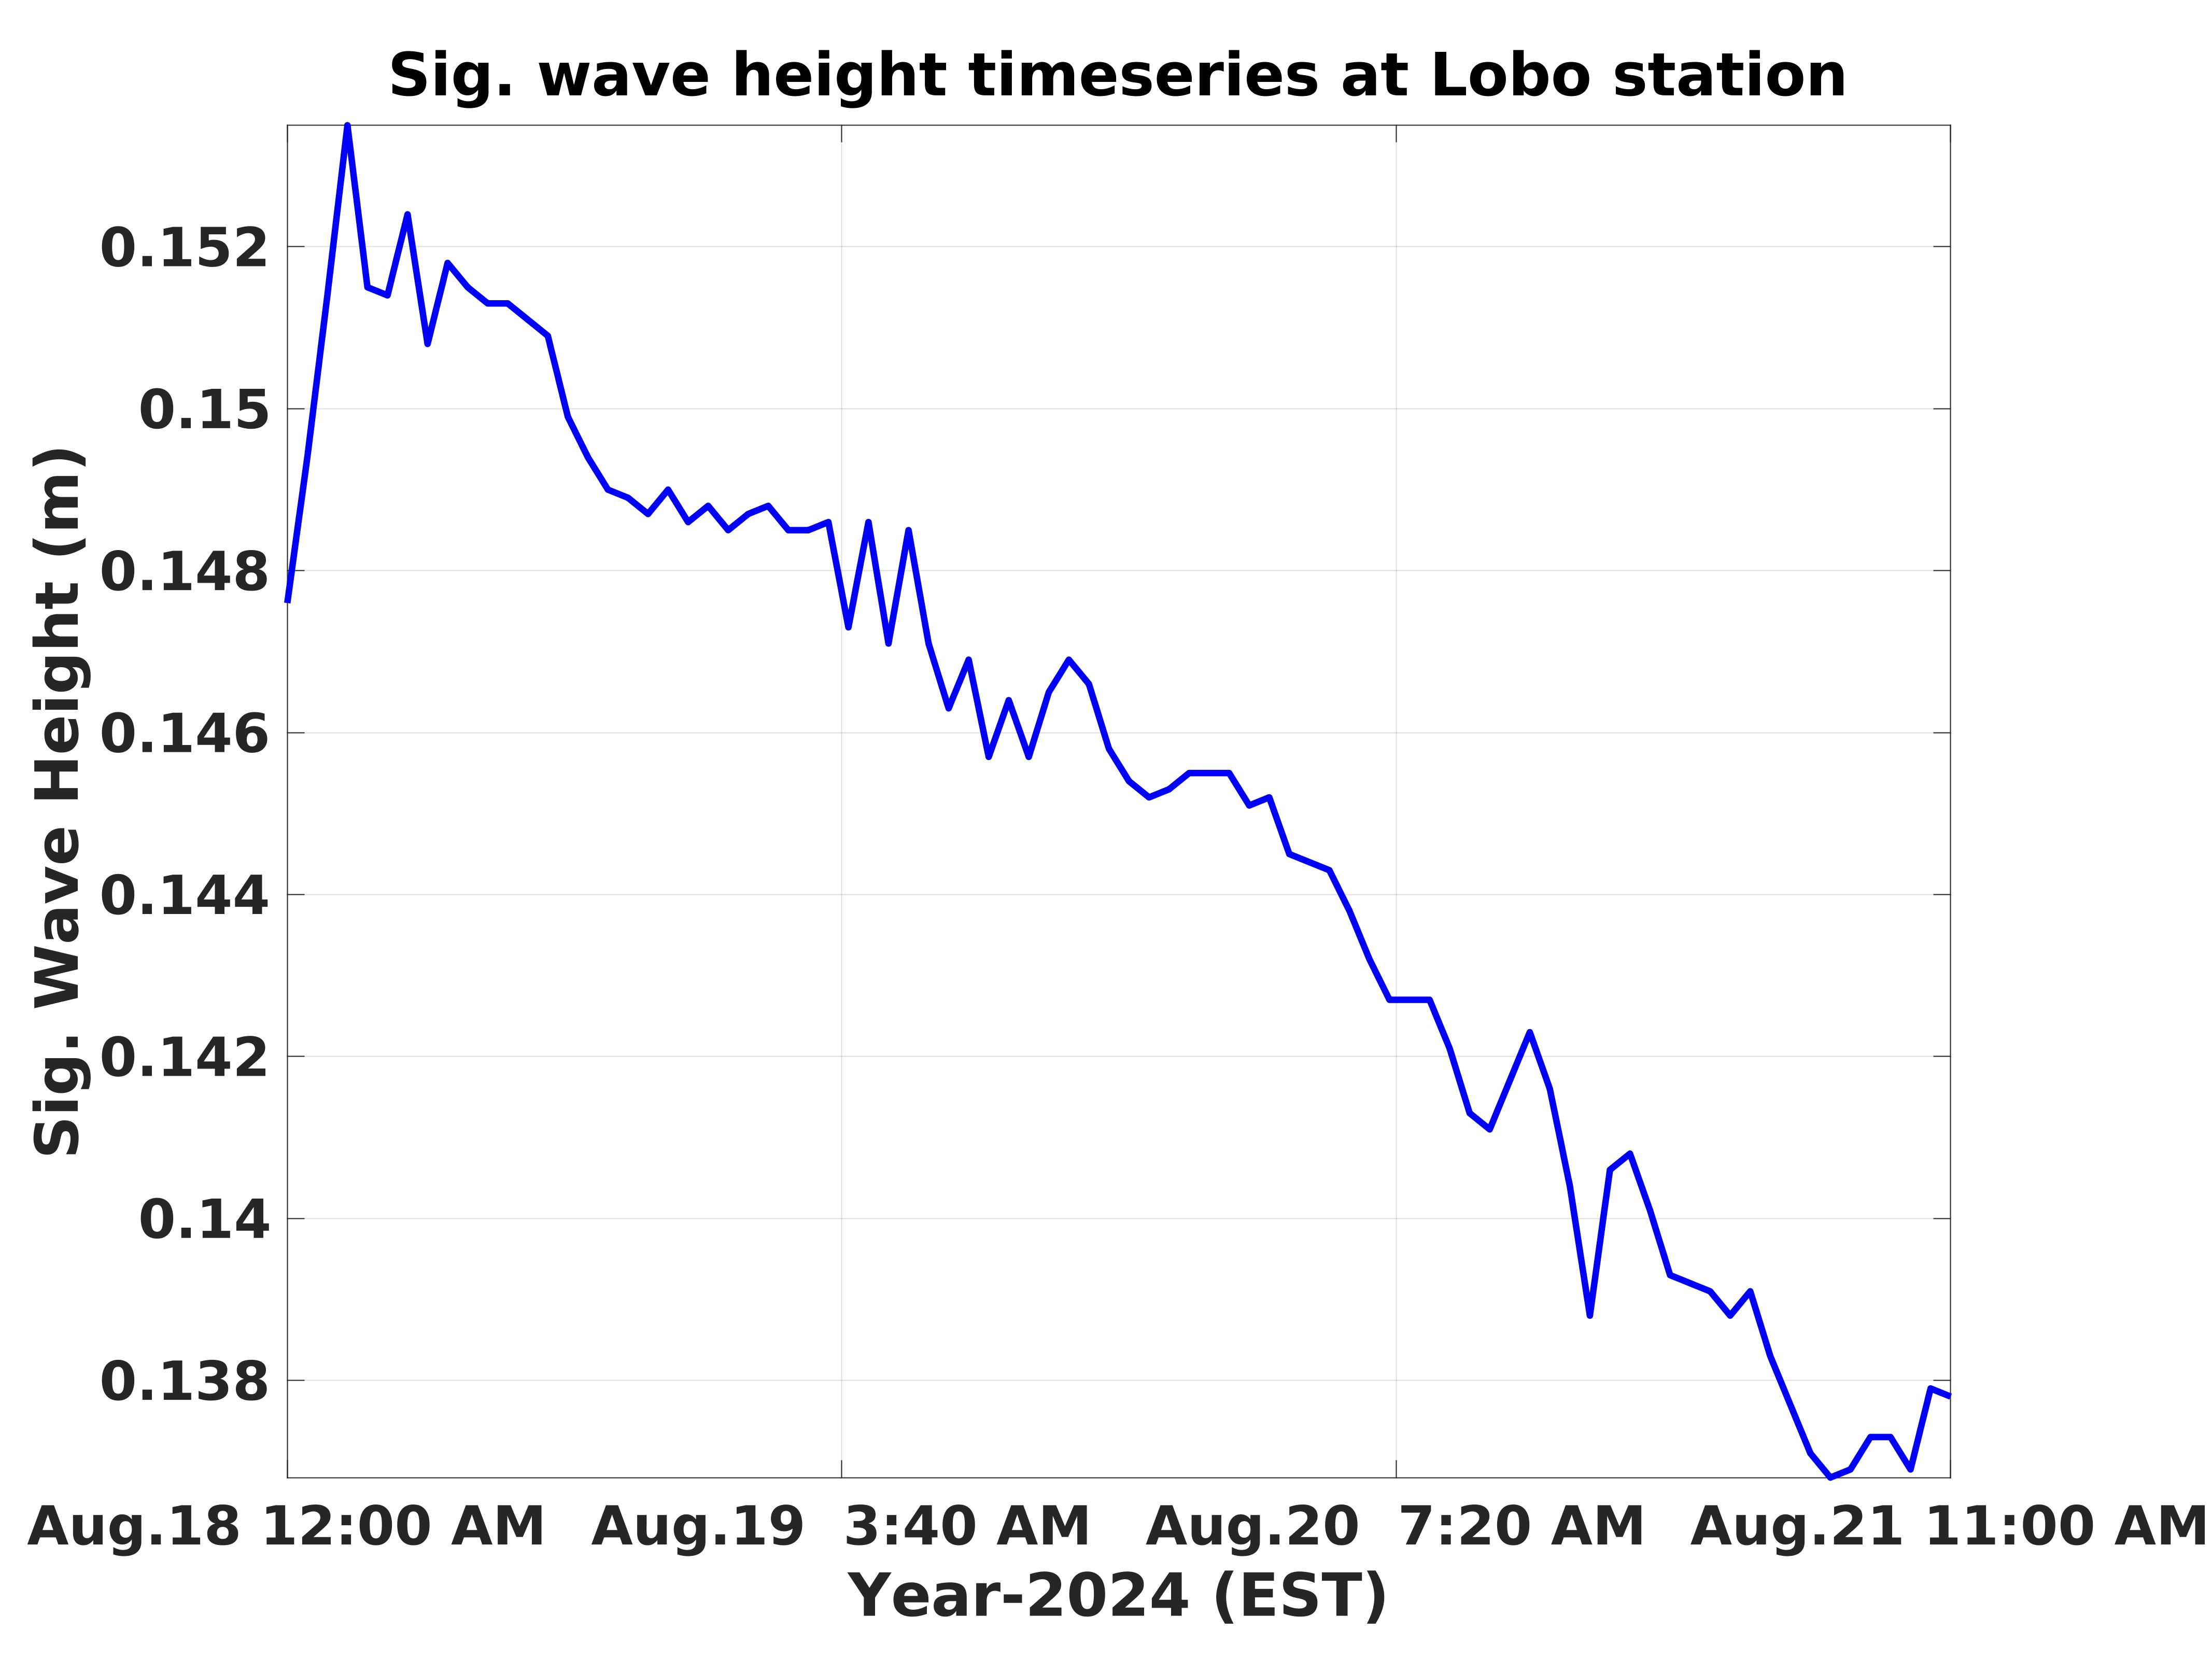 Sig. wave height timeseries at Lobo station
Sig. Wave Height (m)
0.152
0.15
0.148
0.146
0.144
0.142
0.14
0.138
Aug.18 12:00 AM Aug.19 3:40 AM Aug.20 7:20 AM Aug.21 11:00 AM
Year-2024 (EST)